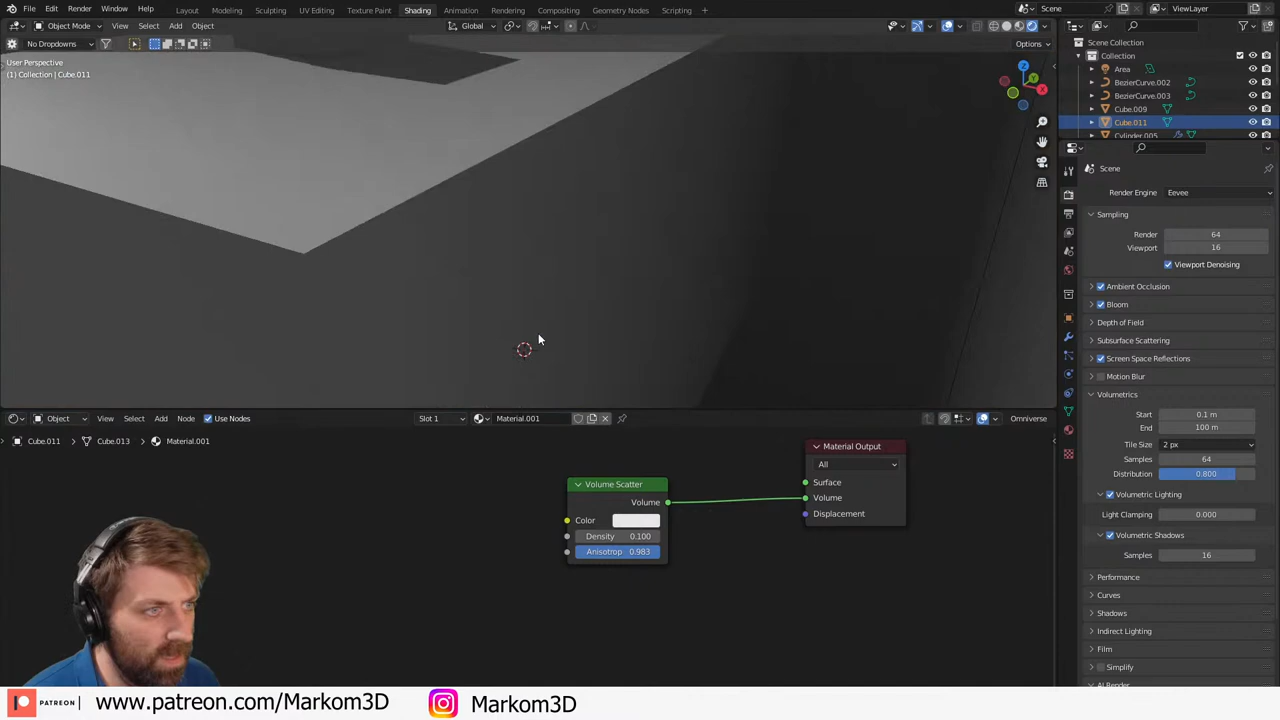 File Edit Render Window Help Layout Modeling Sculpting UV Editing Texture Paint Shading Animation Rendering Compositing Geometry Nodes Scripting + Scene ViewLayer
Object Mode View Select Add Object Global
No Dropdowns Options
User Perspective
(1) Collection | Cube.011
Scene Collection
Collection
Area
BezierCurve.002
BezierCurve.003
Cube.009
Cube.011
Cylinder.005
Scene
Render Engine Eevee
Sampling
Render 64
Viewport 16
Viewport Denoising
Ambient Occlusion
Bloom
Depth of Field
Subsurface Scattering
Screen Space Reflections
Motion Blur
Volumetrics
Start 0.1 m
End 100 m
Tile Size 2 px
Samples 64
Distribution 0.800
Volumetric Lighting
Light Clamping 0.000
Volumetric Shadows
Samples 16
Performance
Curves
Shadows
Indirect Lighting
Film
Simplify
Object View Select Add Node Use Nodes Slot 1 Material.001 Omniverse
Cube.011 Cube.013 Material.001
Material Output
All
Surface
Volume
Displacement
Volume Scatter
Volume
Color
Density 0.100
Anisotrop 0.983
PATREON www.patreon.com/Markom3D Markom3D